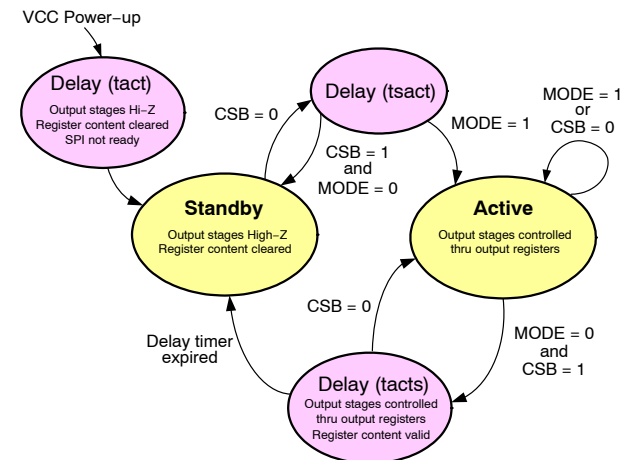 VCC Power−up
Delay (tact)
Output stages Hi−Z
Register content cleared
SPI not ready
CSB = 0
Delay (tsact)
MODE = 1
MODE = 1
or
CSB = 0
CSB = 1
and
MODE = 0
Standby
Output stages High−Z
Register content cleared
Active
Output stages controlled
thru output registers
CSB = 0
Delay timer
expired
MODE = 0
and
CSB = 1
Delay (tacts)
Output stages controlled
thru output registers
Register content valid